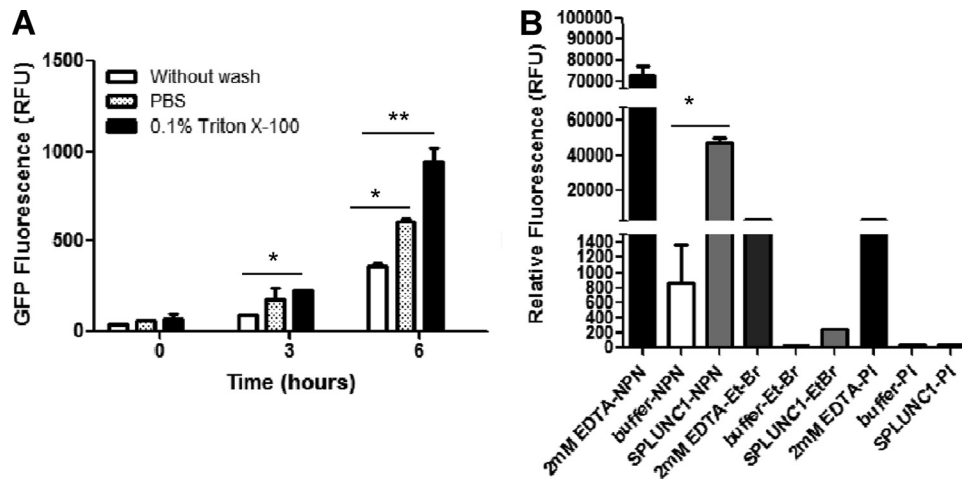 A
1500
1000
500
0
GFP Fluorescence (RFU)
Without wash
PBS
0.1% Triton X-100
*
*
**
0
3
6
Time (hours)
B
100000
90000
80000
70000
60000
40000
20000
1400
1200
1000
800
600
400
200
0
Relative Fluorescence (RFU)
*
2mM EDTA-NPN
buffer-NPN
SPLUNC1-NPN
2mM EDTA-Et-Br
buffer-Et-Br
SPLUNC1-EtBr
2mM EDTA-PI
buffer-PI
SPLUNC1-PI